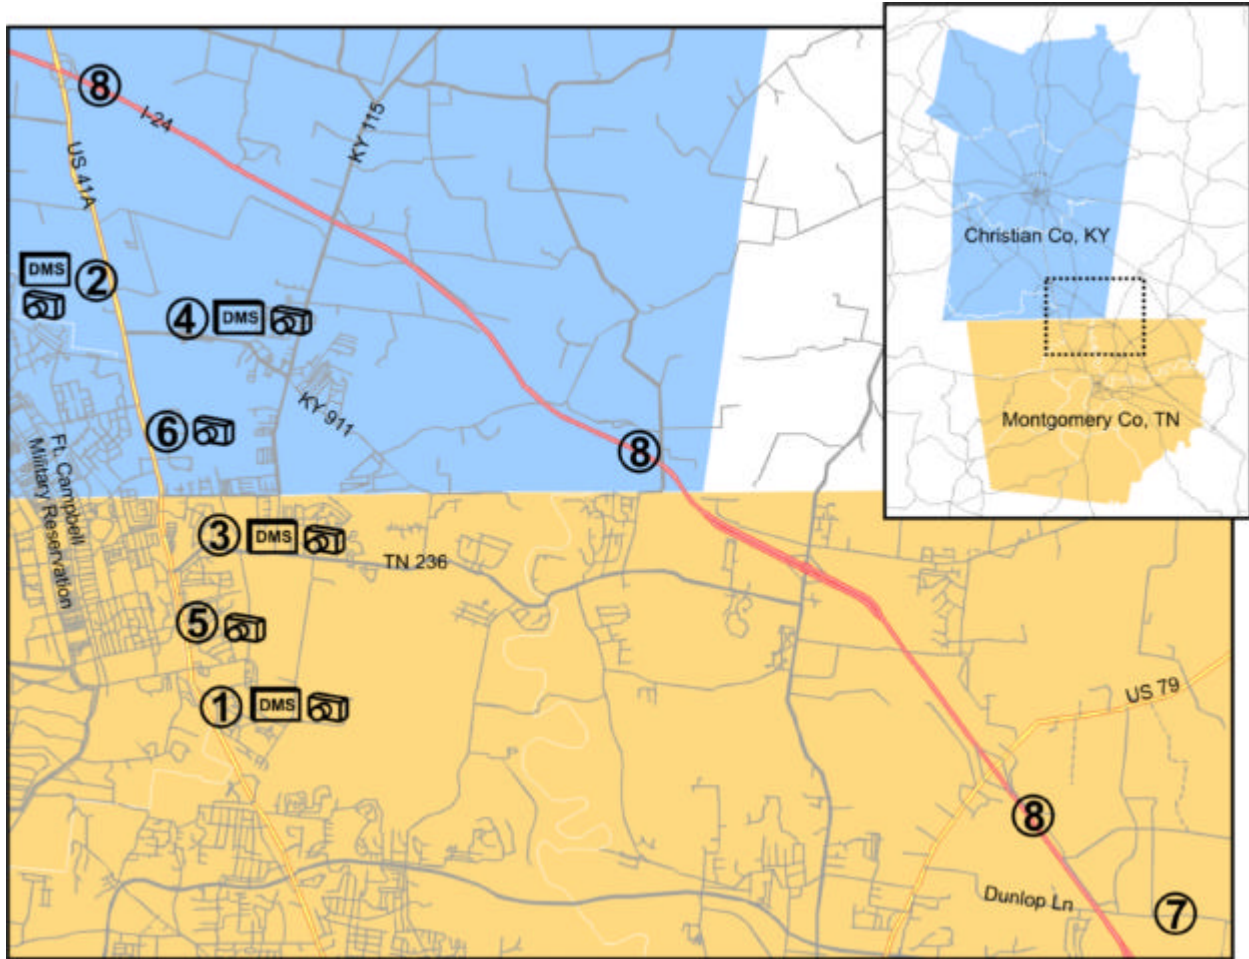 8
I-24
KY 115
US 41A
Christian Co, KY
DMS
2
4
DMS
KY 911
6
Montgomery Co, TN
8
Ft. Campbell
Military Reservation
3
DMS
TN 236
5
1
DMS
US 79
8
Dunlop Ln
7